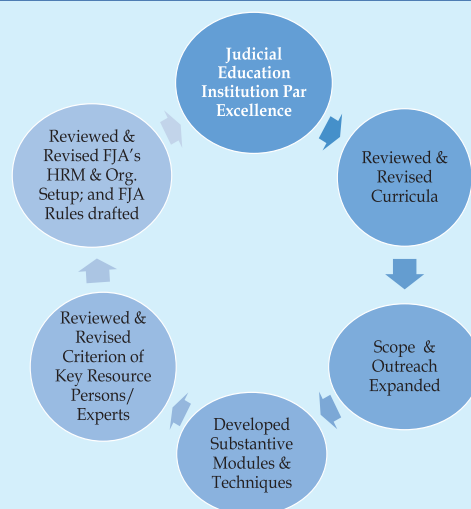 Judicial
Education
Institution Par
Excellence
Reviewed &
Revised
Curricula
Scope &
Outreach
Expanded
Developed
Substantive
Modules &
Techniques
Reviewed &
Revised
Criterion of
Key Resource
Persons/
Experts
Reviewed &
Revised FJA's
HRM & Org.
Setup; and FJA
Rules drafted